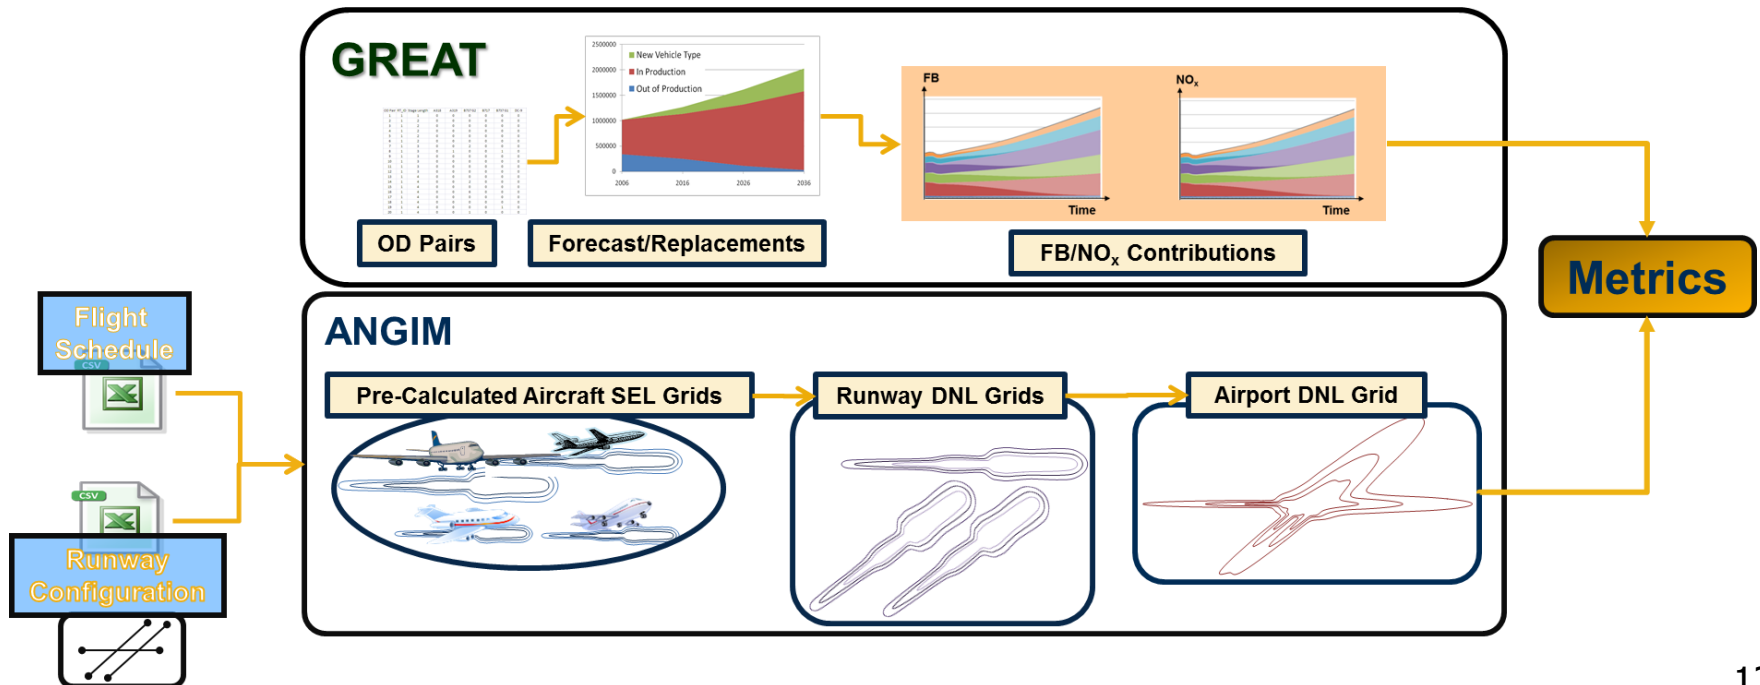 GREAT
OD Pairs
2500000
2000000
1500000
1000000
500000
0
New Vehicle Type
In Production
Out of Production
2006 2016 2026 2036
Forecast/Replacements
FB
Time
NOx
Time
FB/NOx Contributions
Metrics
Flight
Schedule
CSV
CSV
Runway
Configuration
ANGIM
Pre-Calculated Aircraft SEL Grids
Runway DNL Grids
Airport DNL Grid